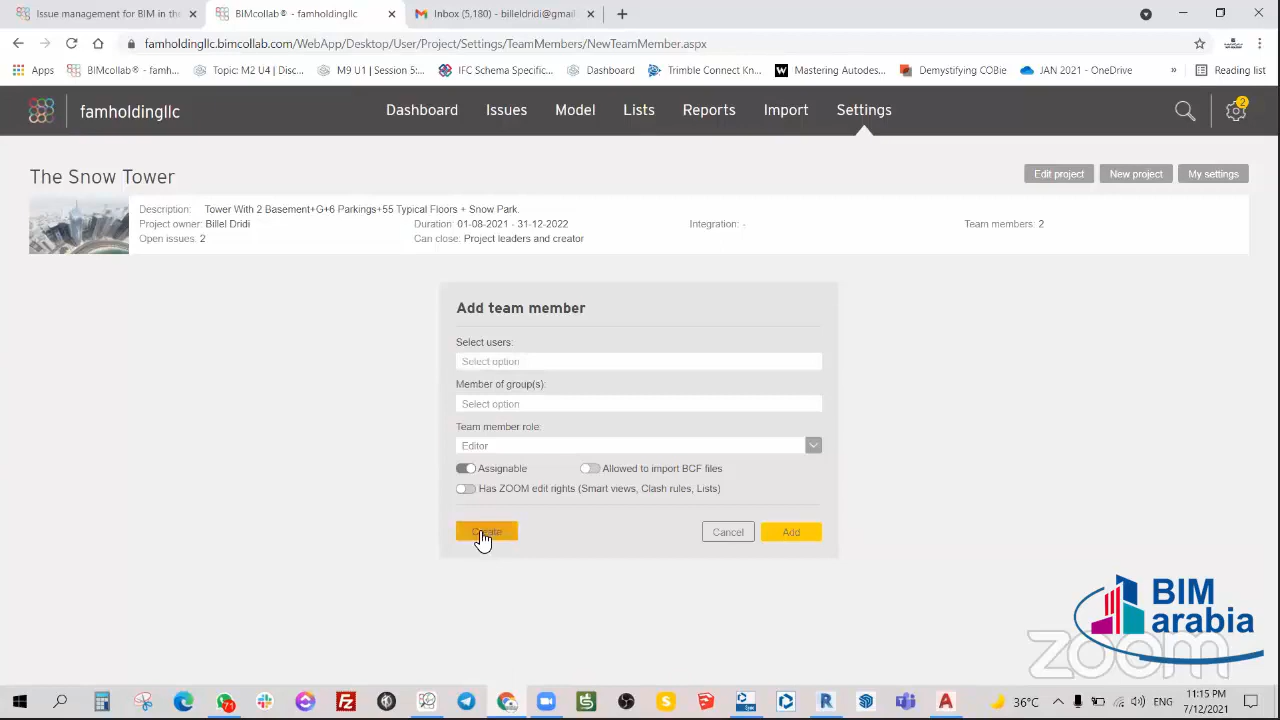 Issue management for BIM in the
BIMcollab® - famholdingllc
Inbox (5,180) - billeldridi@gmail
famholdingllc.bimcollab.com/WebApp/Desktop/User/Project/Settings/TeamMembers/NewTeamMember.aspx
Apps
BIMcollab® - famh...
Topic: M2 U4 | Disc...
M9 U1 | Session 5:...
IFC Schema Specific...
Dashboard
Trimble Connect Kn...
Mastering Autodes...
Demystifying COBie
JAN 2021 - OneDrive
»
Reading list
famholdingllc
Dashboard
Issues
Model
Lists
Reports
Import
Settings
2
The Snow Tower
Edit project
New project
My settings
Description: Tower With 2 Basement+G+6 Parkings+55 Typical Floors + Snow Park.
Project owner: Billel Dridi
Duration: 01-08-2021 - 31-12-2022
Integration: -
Team members: 2
Open issues: 2
Can close: Project leaders and creator
Add team member
Select users:
Select option
Member of group(s):
Select option
Team member role:
Editor
Assignable
Allowed to import BCF files
Has ZOOM edit rights (Smart views, Clash rules, Lists)
Create
Cancel
Add
BIM
arabia
zoom
36°C
ENG
11:15 PM
7/12/2021